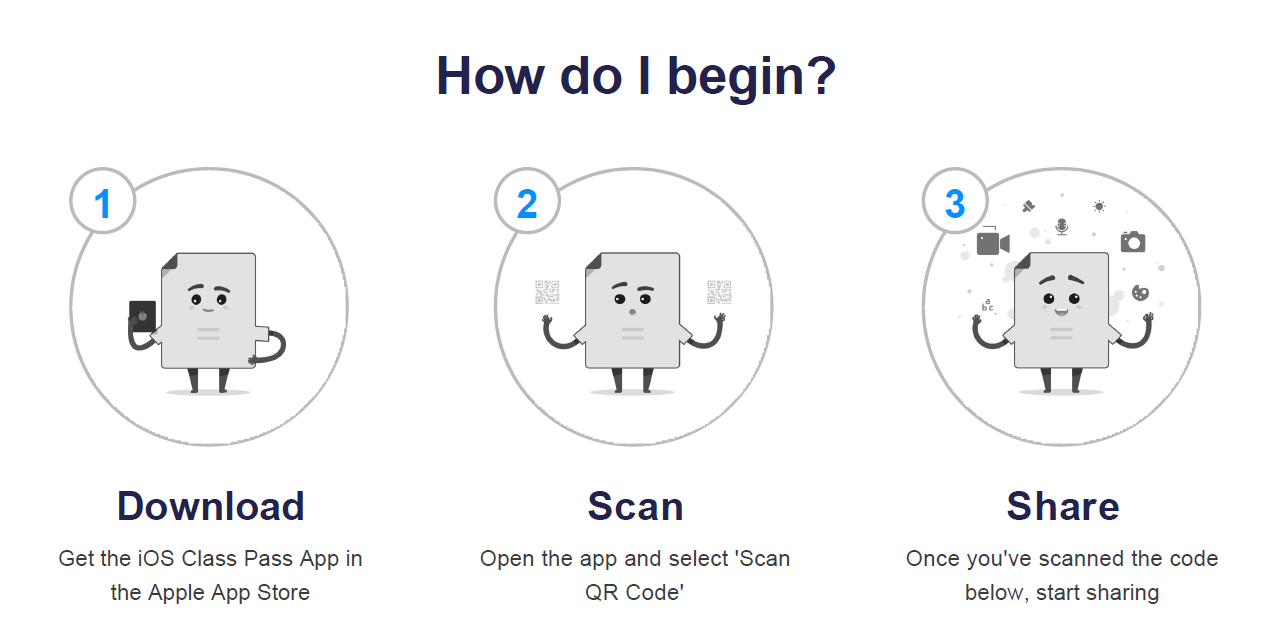 How do I begin?
1
2
3
a
b c
Download
Get the iOS Class Pass App in
the Apple App Store
Scan
Open the app and select 'Scan
QR Code'
Share
Once you've scanned the code
below, start sharing